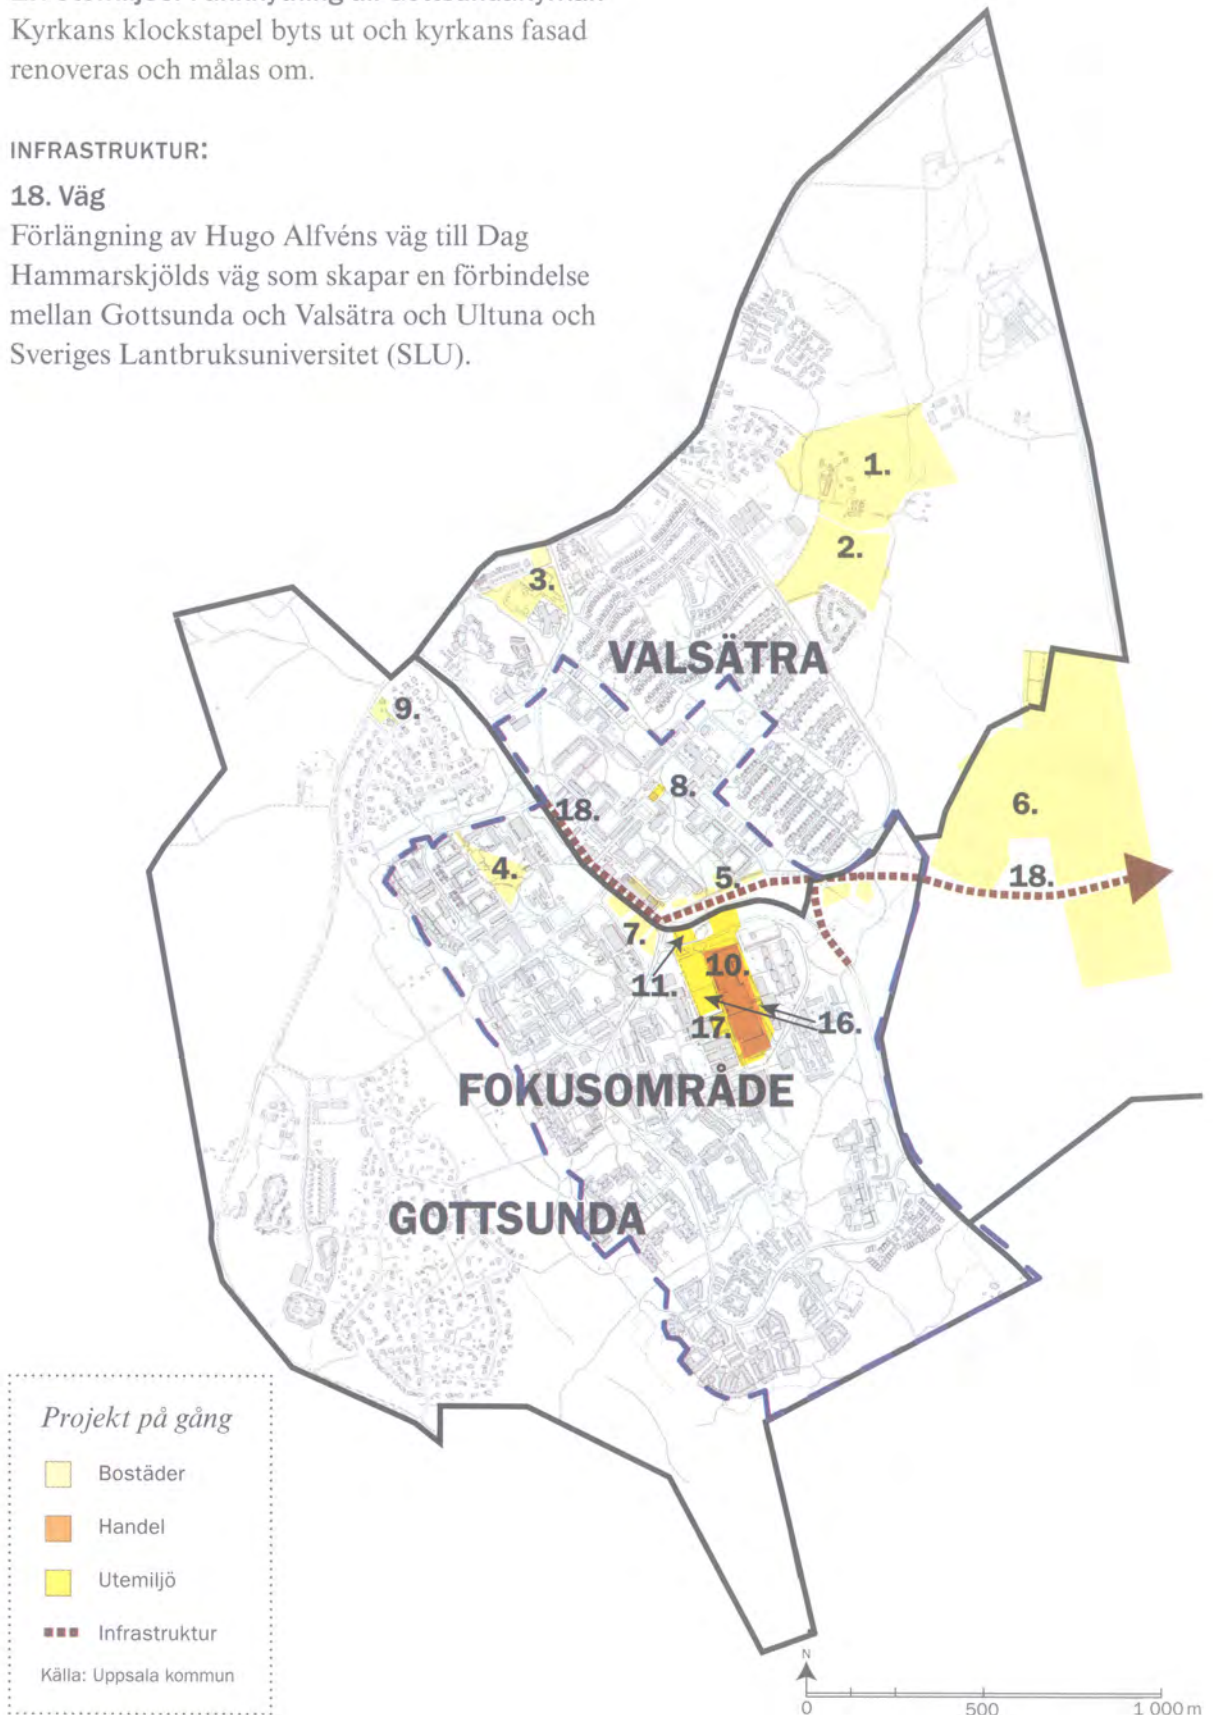 Kyrkans klockstapel byts ut och kyrkans fasad
renoveras och målas om.
INFRASTRUKTUR:
18. Väg
Förlängning av Hugo Alfvéns väg till Dag
Hammarskjölds väg som skapar en förbindelse
mellan Gottsunda och Valsätra och Ultuna och
Sveriges Lantbruksuniversitet (SLU).
1.
2.
3.
VALSÄTRA
9.
8.
18.
6.
4.
5.
18.
7.
10.
11.
17.
16.
FOKUSOMRÅDE
GOTTSUNDA
Projekt på gång
Bostäder
Handel
Utemiljö
Infrastruktur
Källa: Uppsala kommun
N
0 500 1 000 m